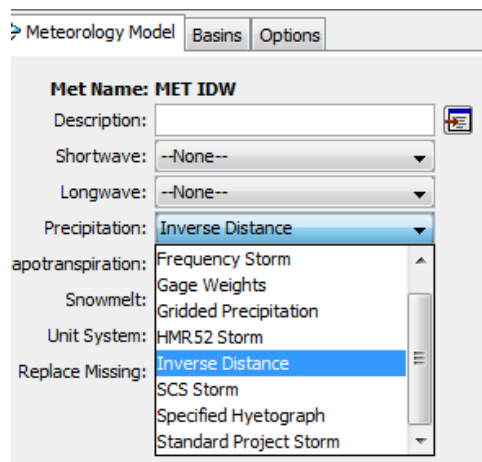 Meteorology Model Basins Options
Met Name: MET IDW
Description:
Shortwave: --None--
Longwave: --None--
Precipitation: Inverse Distance
apotranspiration:
Frequency Storm
Gage Weights
Snowmelt:
Gridded Precipitation
Unit System:
HMR52 Storm
Replace Missing:
Inverse Distance
SCS Storm
Specified Hyetograph
Standard Project Storm